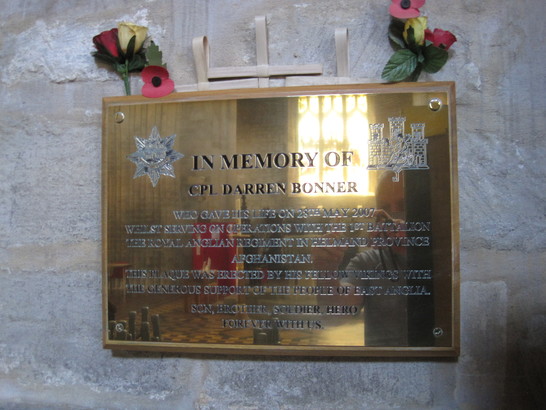 IN MEMORY OF
CPL DARREN BONNER
WHO GAVE HIS LIFE ON 28TH MAY 2007
WHILST SERVING ON OPERATIONS WITH THE 1ST BATTALION
THE ROYAL ANGLIAN REGIMENT IN HELMAND PROVINCE
AFGHANISTAN.
THIS PLAQUE WAS ERECTED BY HIS FELLOW VIKINGS WITH
THE GENEROUS SUPPORT OF THE PEOPLE OF EAST ANGLIA.
SON, BROTHER, SOLDIER, HERO
FOREVER WITH US.